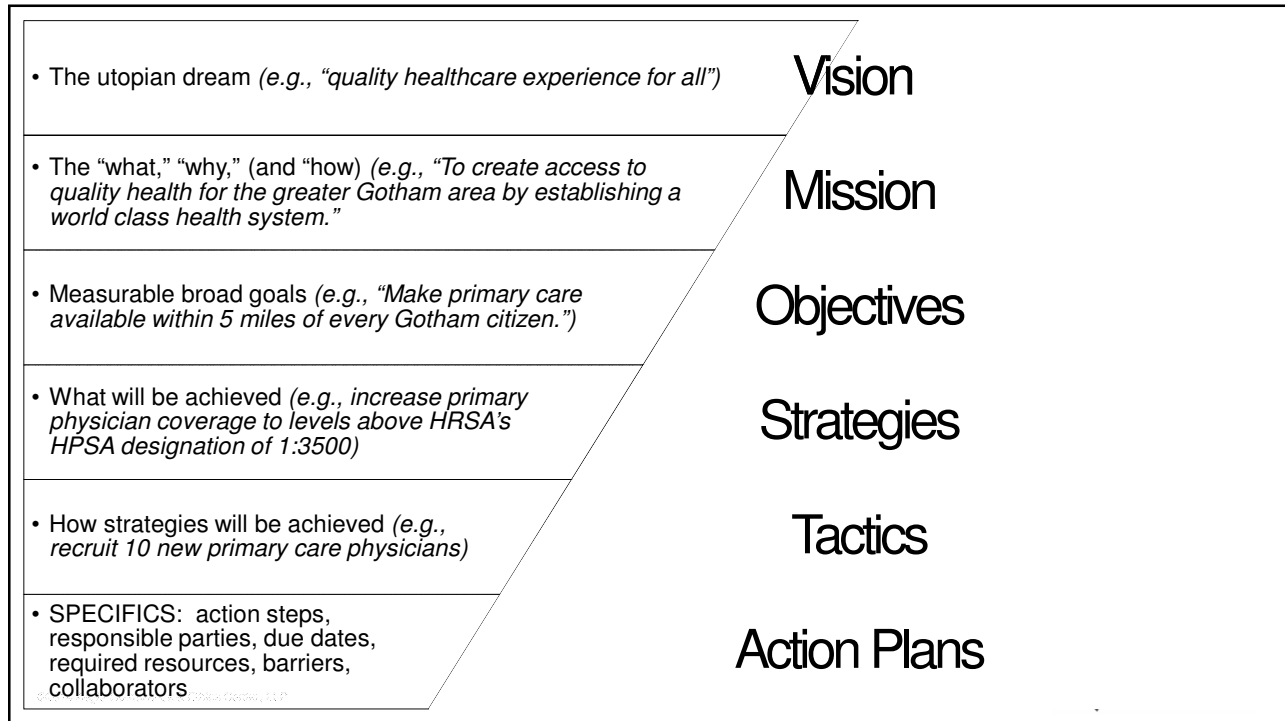 • The utopian dream (e.g., “quality healthcare experience for all”)
Vision
• The “what,” “why,” (and “how) (e.g., “To create access to
quality health for the greater Gotham area by establishing a
world class health system.”
Mission
• Measurable broad goals (e.g., “Make primary care
available within 5 miles of every Gotham citizen.”)
Objectives
• What will be achieved (e.g., increase primary
physician coverage to levels above HRSA’s
HPSA designation of 1:3500)
Strategies
• How strategies will be achieved (e.g.,
recruit 10 new primary care physicians)
Tactics
• SPECIFICS: action steps,
responsible parties, due dates,
required resources, barriers,
collaborators
Action Plans